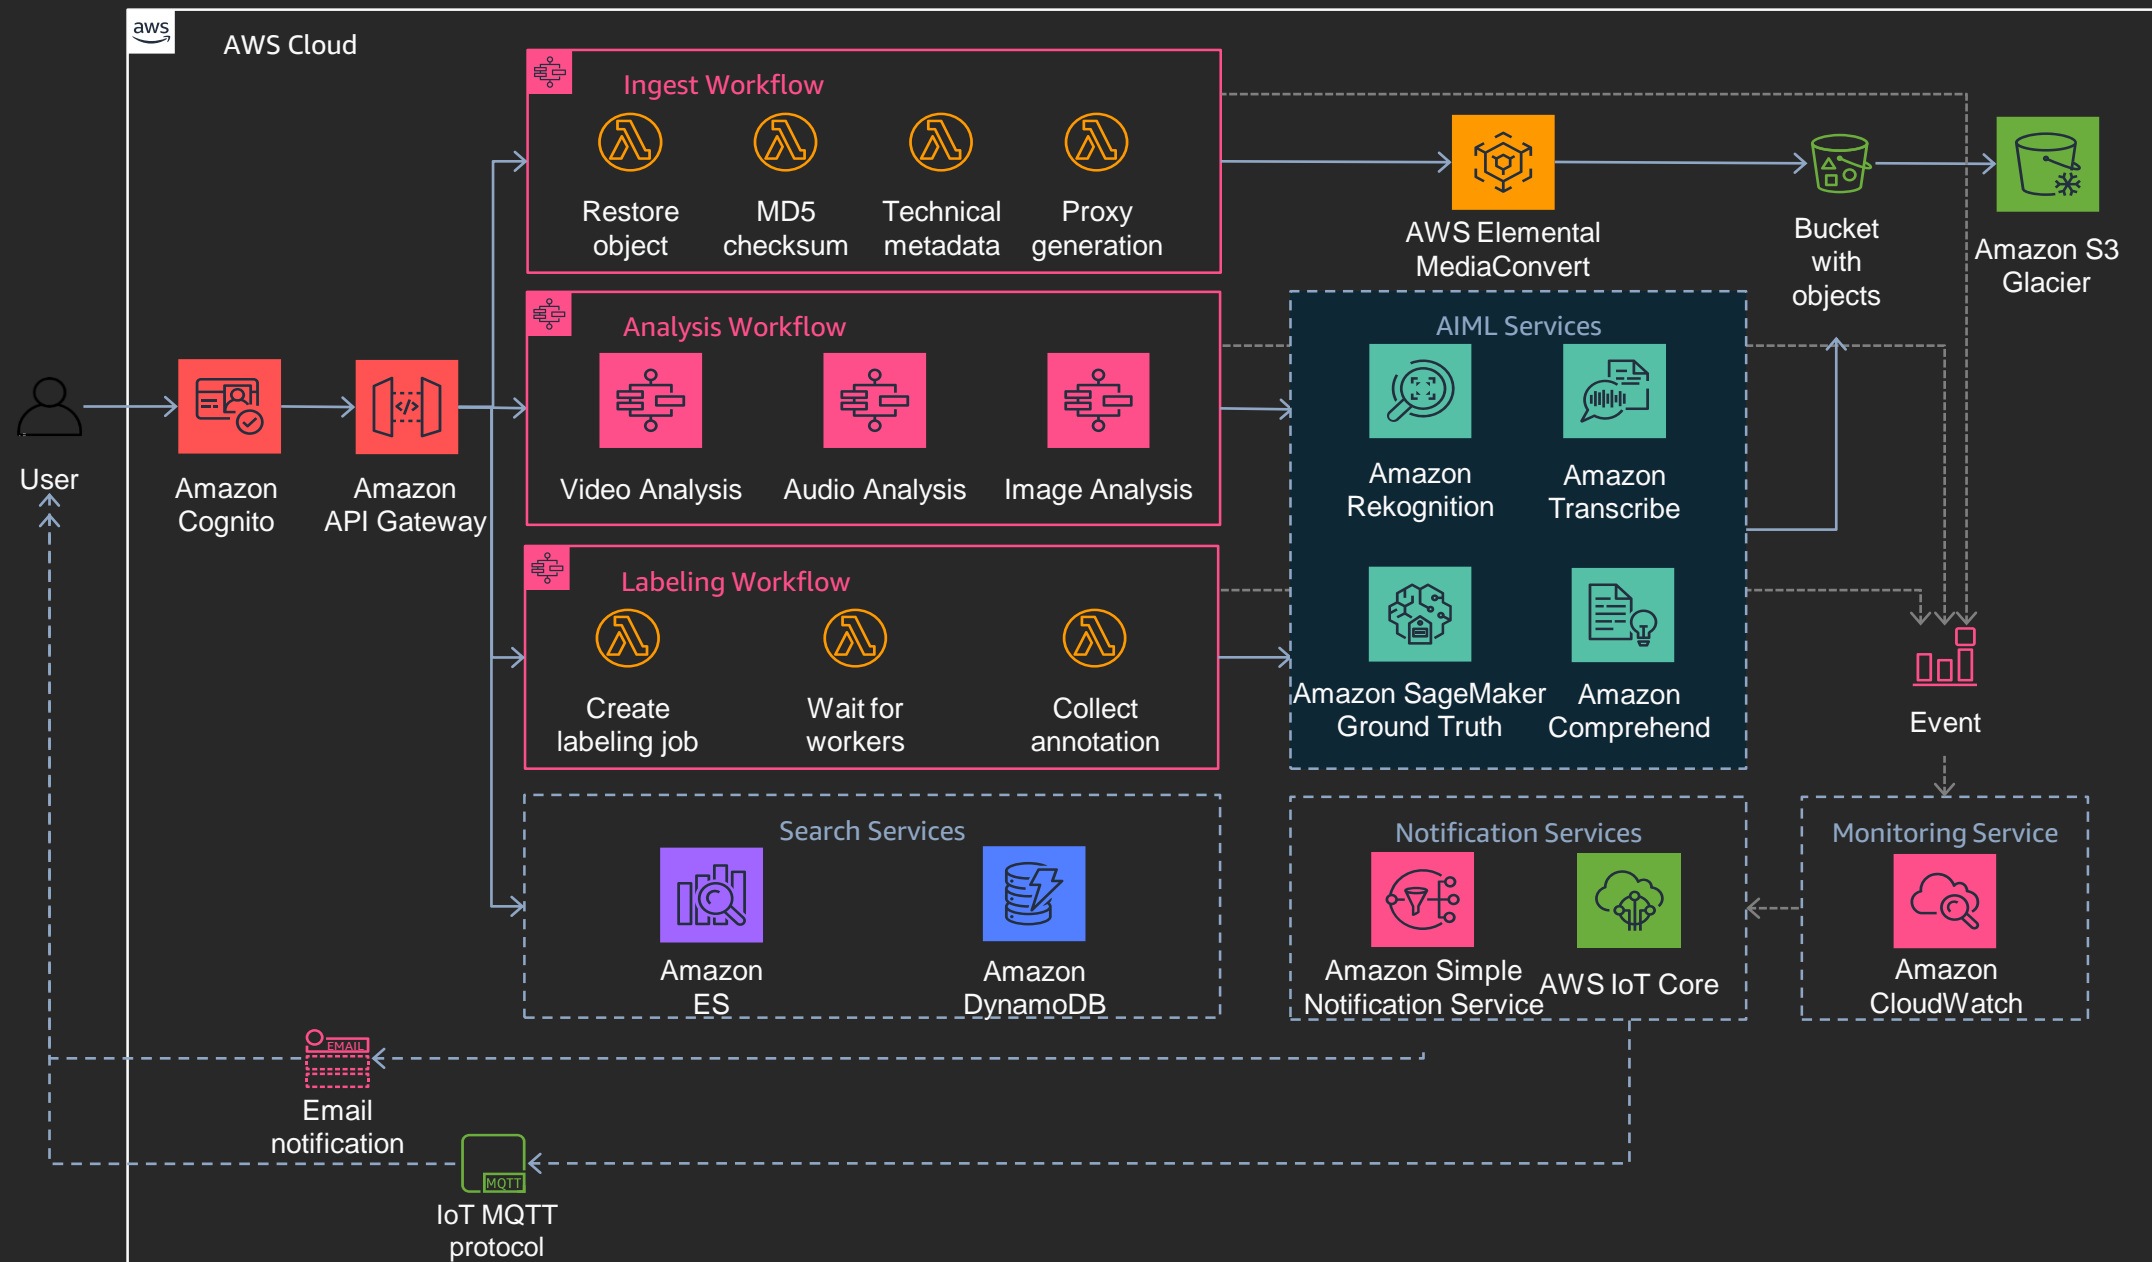 aws
AWS Cloud
Ingest Workflow
Restore
object
MD5
checksum
Technical
metadata
Proxy
generation
AWS Elemental
MediaConvert
Bucket
with
objects
Amazon S3
Glacier
Analysis Workflow
Video Analysis
Audio Analysis
Image Analysis
AIML Services
Amazon
Rekognition
Amazon
Transcribe
User
Amazon
Cognito
</>
Amazon
API Gateway
Labeling Workflow
Create
labeling job
Wait for
workers
Collect
annotation
Amazon SageMaker
Ground Truth
Amazon
Comprehend
Event
Search Services
Amazon
ES
Amazon
DynamoDB
Notification Services
Amazon Simple
Notification Service
AWS IoT Core
Monitoring Service
Amazon
CloudWatch
EMAIL
Email
notification
MQTT
IoT MQTT
protocol